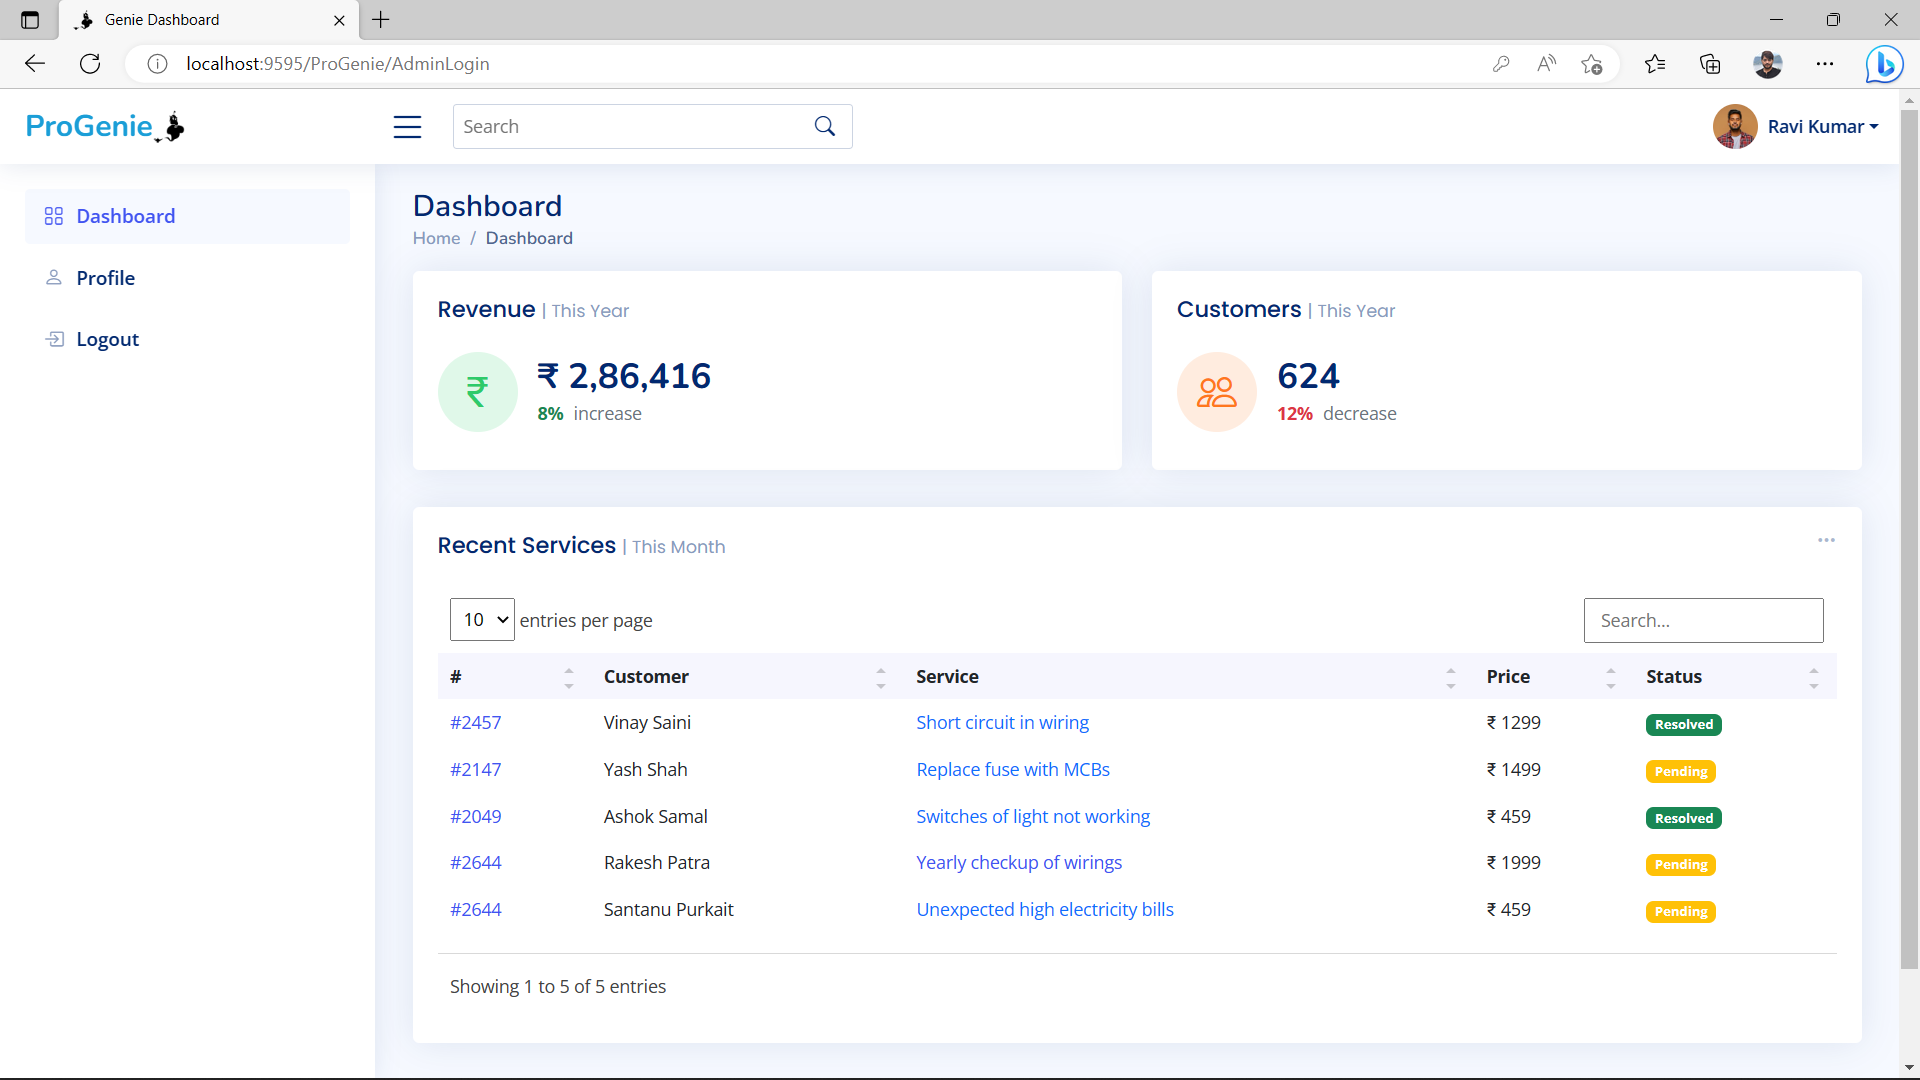 Genie Dashboard
localhost:9595/ProGenie/AdminLogin
ProGenie
Search
Ravi Kumar
Dashboard
Profile
Logout
Dashboard
Home / Dashboard
Revenue | This Year
₹
₹ 2,86,416
8% increase
Customers | This Year
624
12% decrease
Recent Services | This Month
10 entries per page
Search...
# Customer Service Price Status
#2457 Vinay Saini Short circuit in wiring ₹ 1299 Resolved
#2147 Yash Shah Replace fuse with MCBs ₹ 1499 Pending
#2049 Ashok Samal Switches of light not working ₹ 459 Resolved
#2644 Rakesh Patra Yearly checkup of wirings ₹ 1999 Pending
#2644 Santanu Purkait Unexpected high electricity bills ₹ 459 Pending
Showing 1 to 5 of 5 entries